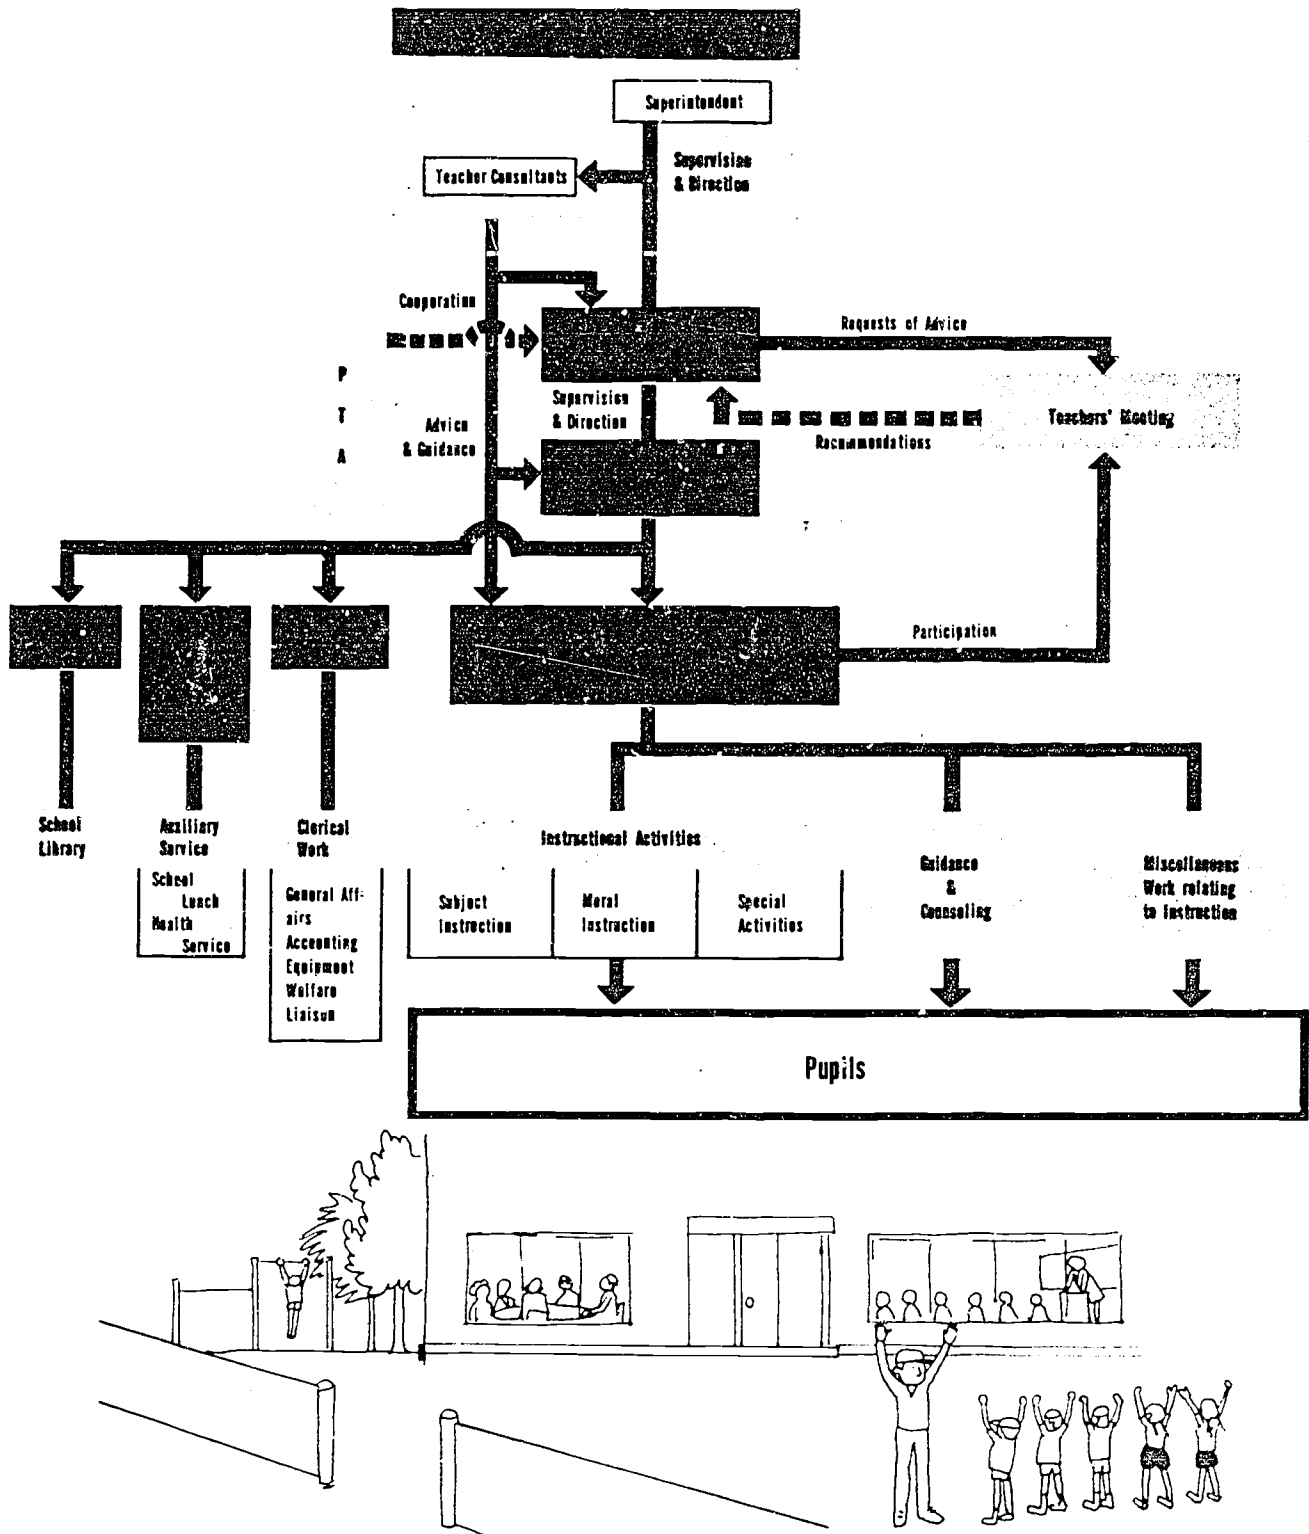 Superintendent
Supervision
& Direction
Teacher Consultants
Cooperation
Requests of Advice
P
T
A
Supervision
& Direction
Advice
& Guidance
Teachers' Meeting
Recommendations
Participation
School
Library
Auxiliary
Service
School
Lunch
Health
Service
Clerical
Work
General Aff-
airs
Accounting
Equipment
Welfare
Liaison
Instructional Activities
Subject
Instruction
Moral
Instruction
Special
Activities
Guidance
&
Counseling
Miscellaneous
Work relating
to Instruction
Pupils